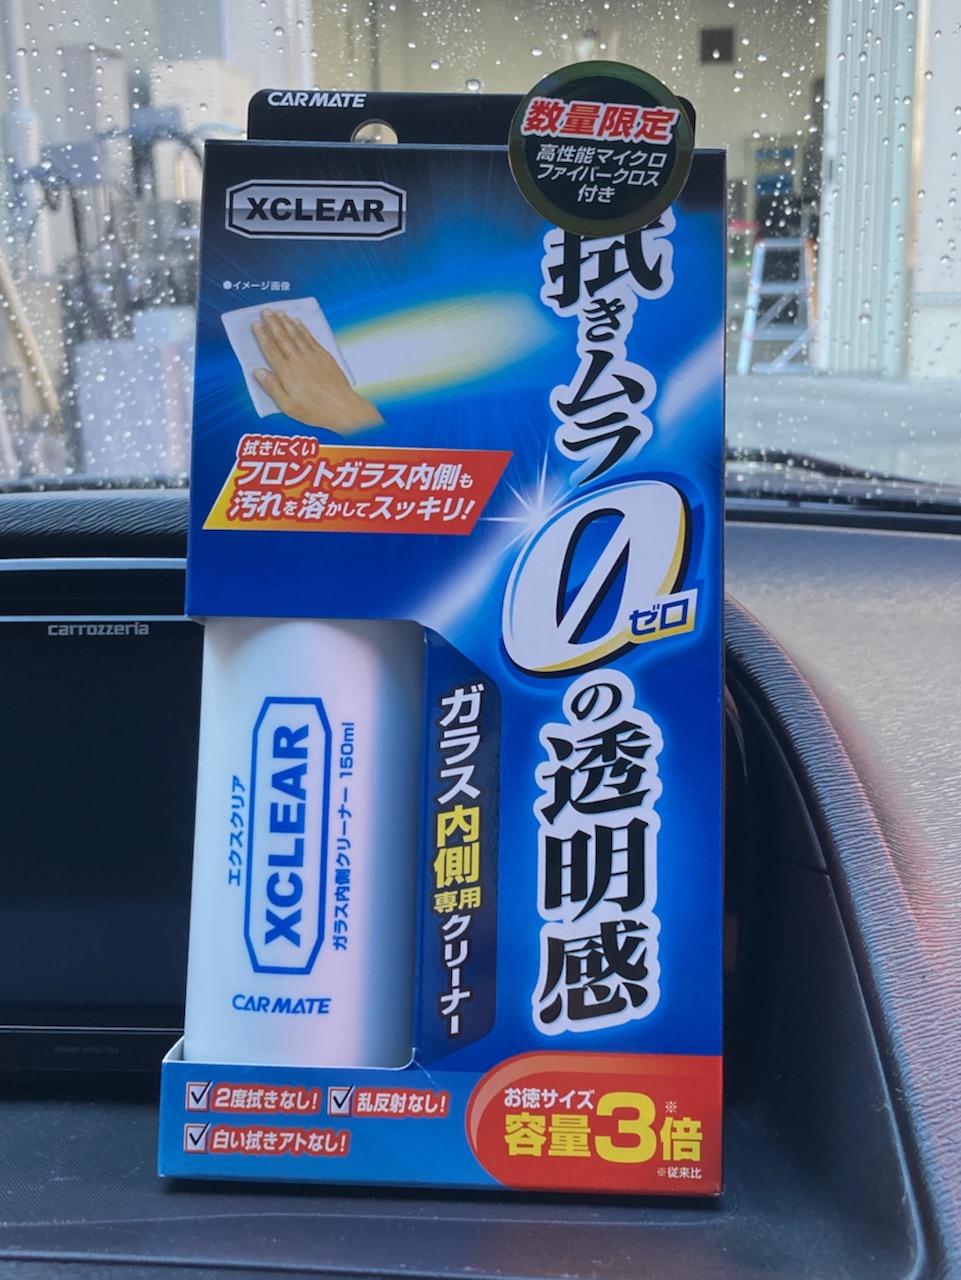 CARMATE
数量限定
高性能マイクロ
ファイバークロス
付き
XCLEAR
●イメージ画像
拭きムラ0の透明感
ゼロ
拭きにくい
フロントガラス内側も
汚れを溶かしてスッキリ!
carrozzeria
エクスクリア
XCLEAR
ガラス内側クリーナー 150ml
CARMATE
ガラス内側専用クリーナー
2度拭きなし!
乱反射なし!
白い拭きアトなし!
お徳サイズ
容量3倍※
※従来比